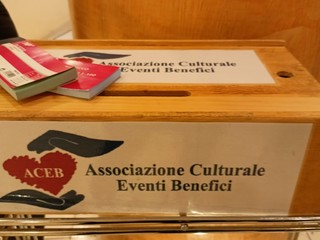 Associazione Culturale
Eventi Benefici
ACEB
Associazione Culturale
Eventi Benefici